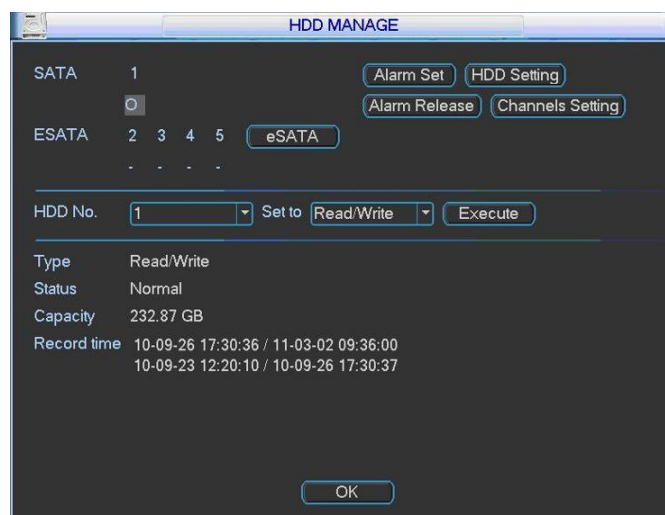 HDD MANAGE
SATA 1 Alarm Set HDD Setting
O Alarm Release Channels Setting
ESATA 2 3 4 5 eSATA
- - - -
HDD No. 1 Set to Read/Write Execute
Type Read/Write
Status Normal
Capacity 232.87 GB
Record time 10-09-26 17:30:36 / 11-03-02 09:36:00
10-09-23 12:20:10 / 10-09-26 17:30:37
OK